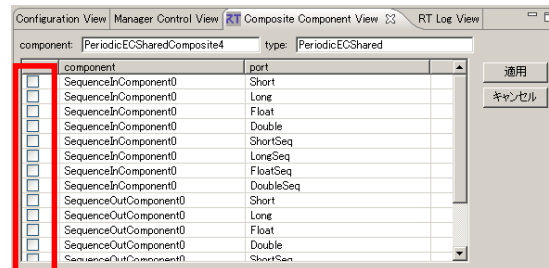 Configuration View Manager Control View RT Composite Component View RT Log View
component: PeriodicECSharedComposite4 type: PeriodicECShared
component port
SequenceInComponent0 Short
SequenceInComponent0 Long
SequenceInComponent0 Float
SequenceInComponent0 Double
SequenceInComponent0 ShortSeq
SequenceInComponent0 LongSeq
SequenceInComponent0 FloatSeq
SequenceInComponent0 DoubleSeq
SequenceOutComponent0 Short
SequenceOutComponent0 Long
SequenceOutComponent0 Float
SequenceOutComponent0 Double
SequenceOutComponent0 ShortSeq
適用
キャンセル